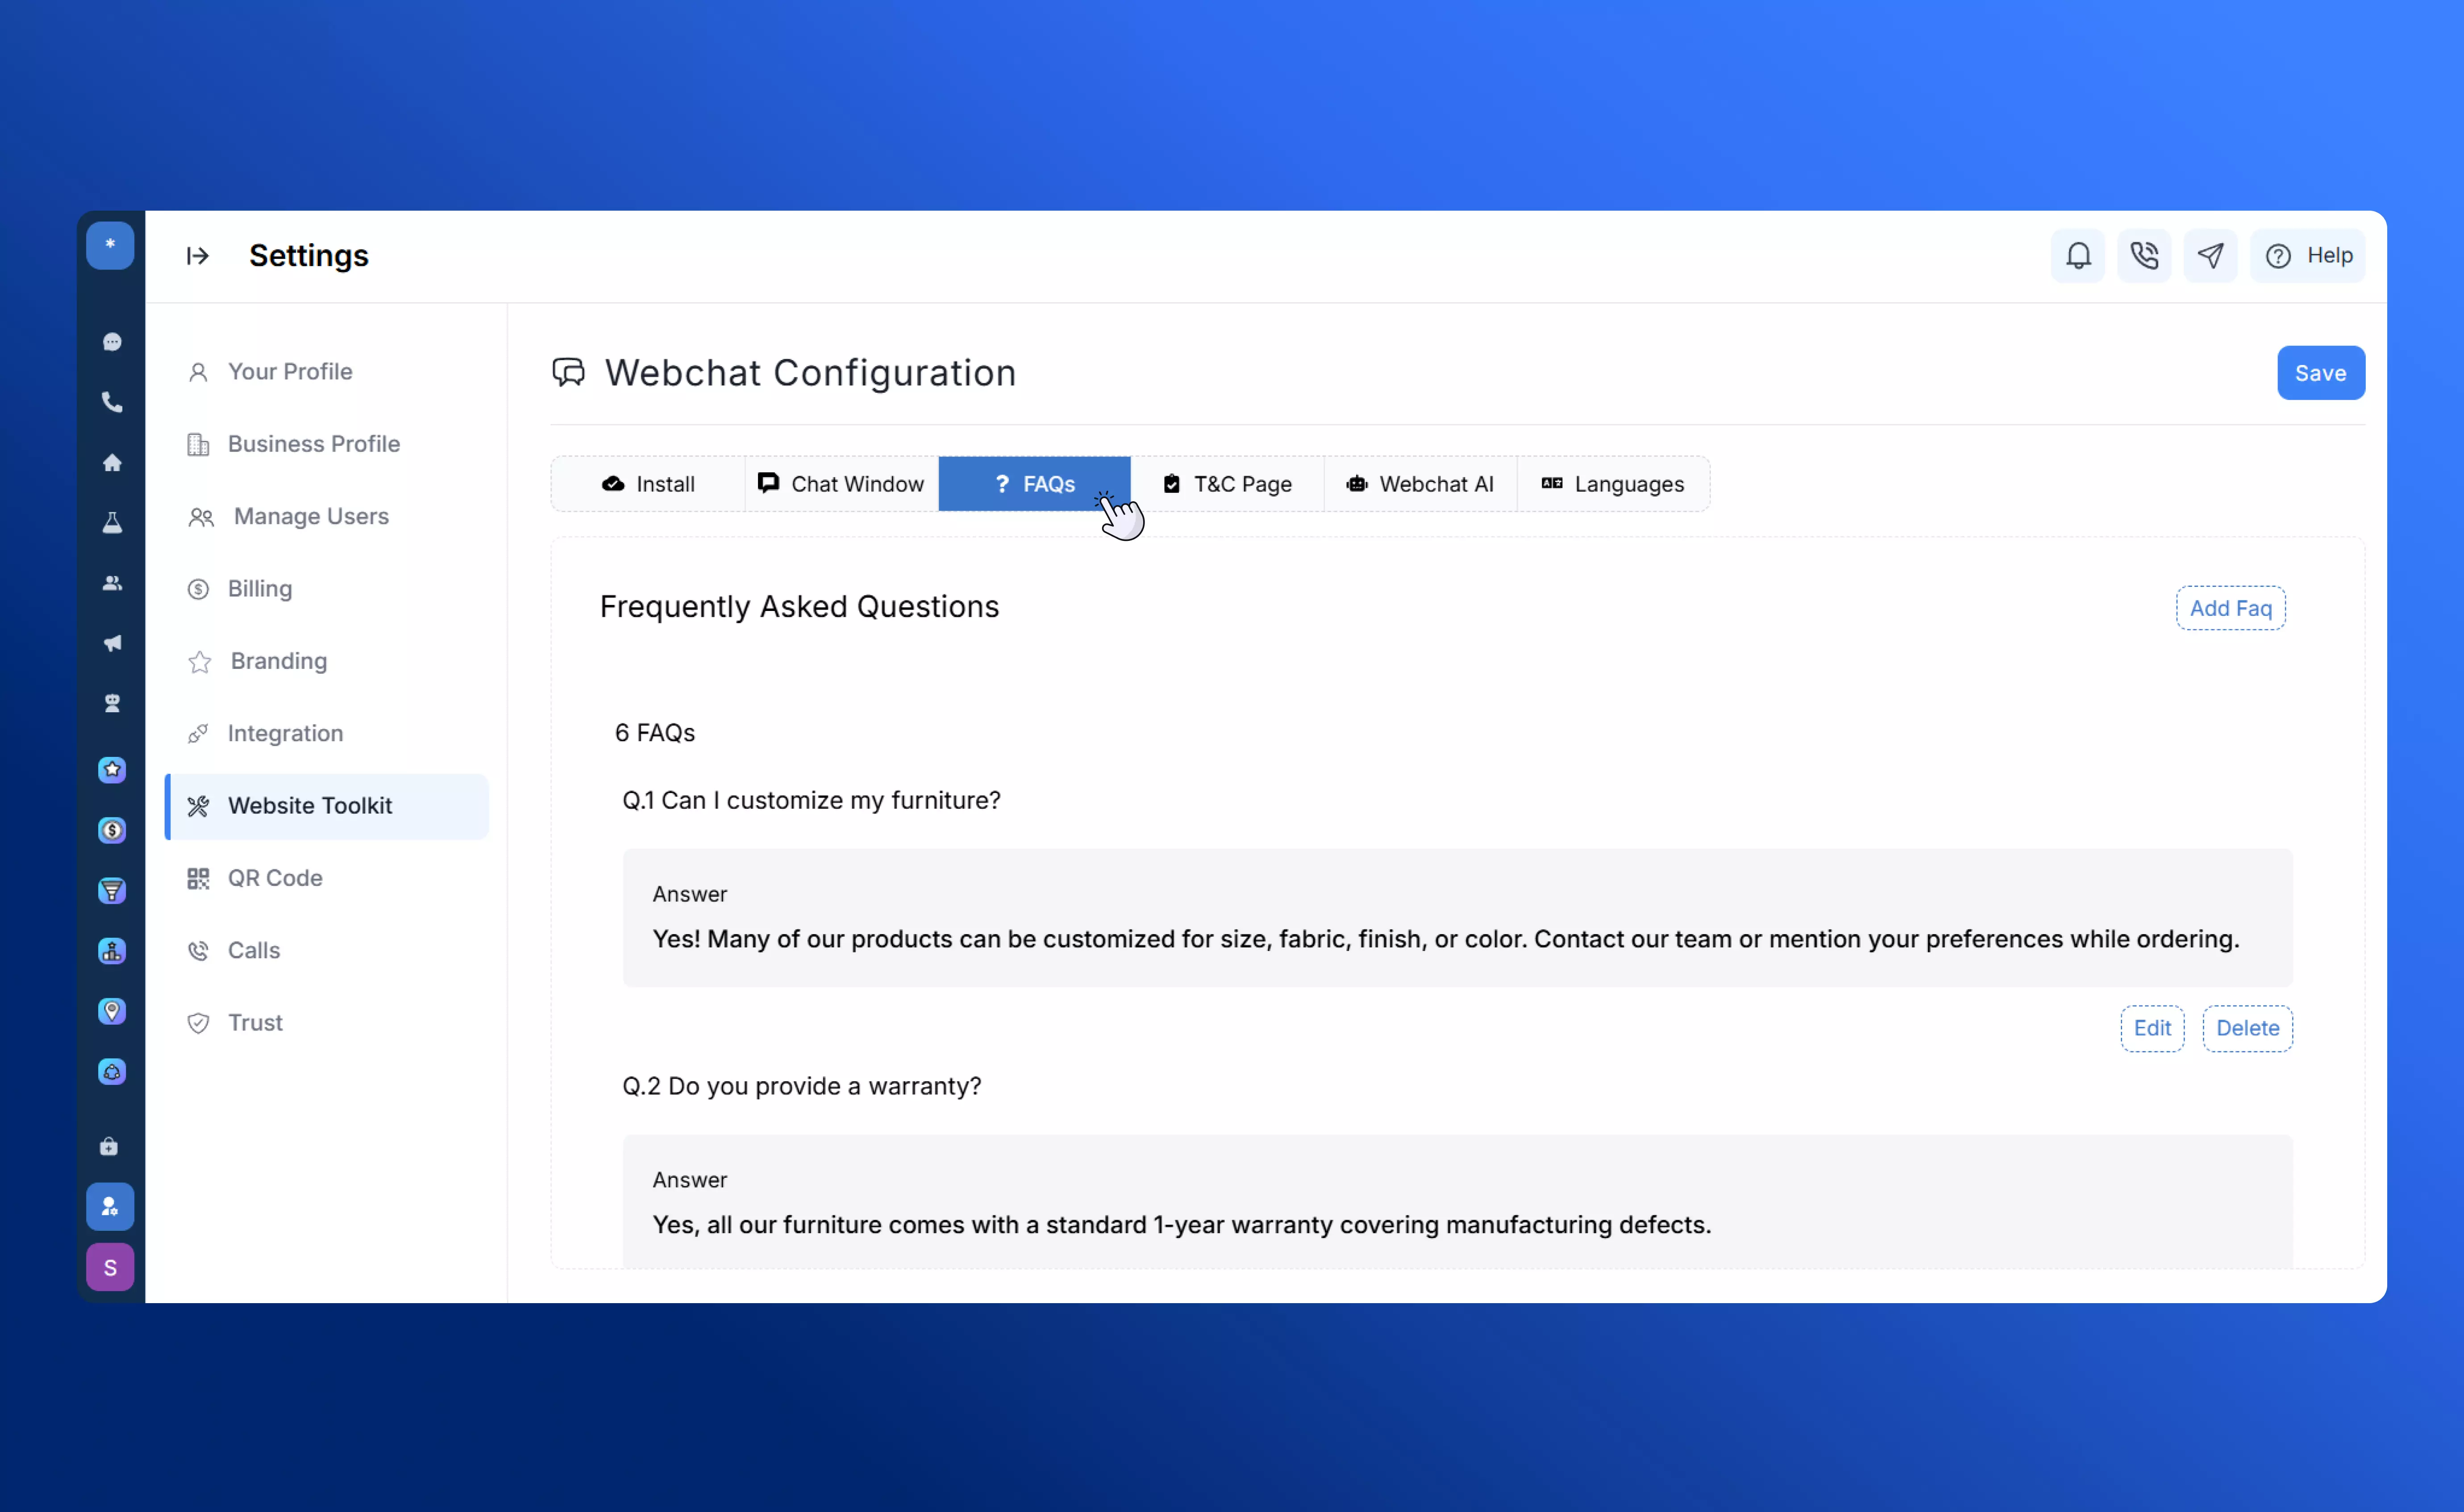 *
Settings
Help
Your Profile
Business Profile
Manage Users
Billing
Branding
Integration
Website Toolkit
QR Code
Calls
Trust
S
Webchat Configuration
Save
Install
Chat Window
? FAQs
T&C Page
Webchat AI
Languages
Frequently Asked Questions
Add Faq
6 FAQs
Q.1 Can I customize my furniture?
Answer
Yes! Many of our products can be customized for size, fabric, finish, or color. Contact our team or mention your preferences while ordering.
Edit
Delete
Q.2 Do you provide a warranty?
Answer
Yes, all our furniture comes with a standard 1-year warranty covering manufacturing defects.